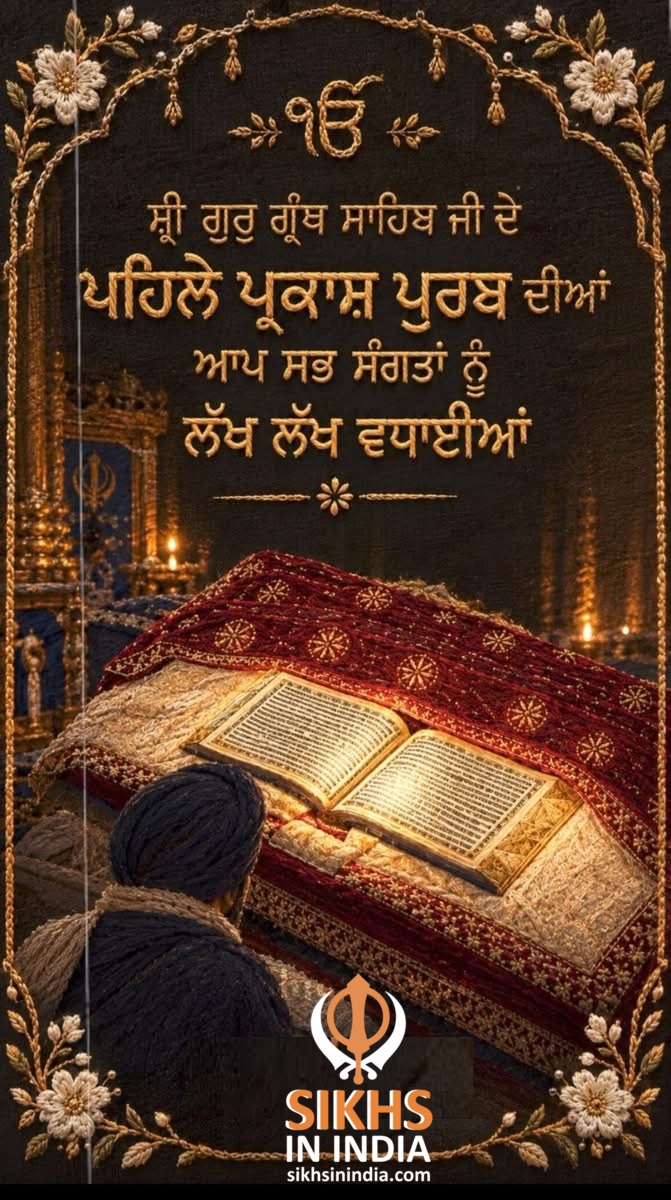 ੴ
ਸ਼੍ਰੀ ਗੁਰੂ ਗ੍ਰੰਥ ਸਾਹਿਬ ਜੀ ਦੇ
ਪਹਿਲੇ ਪ੍ਰਕਾਸ਼ ਪੁਰਬ ਦੀਆਂ
ਆਪ ਸਭ ਸੰਗਤਾਂ ਨੂੰ
ਲੱਖ ਲੱਖ ਵਧਾਈਆਂ
SIKHS
IN INDIA
sikhsinindia.com